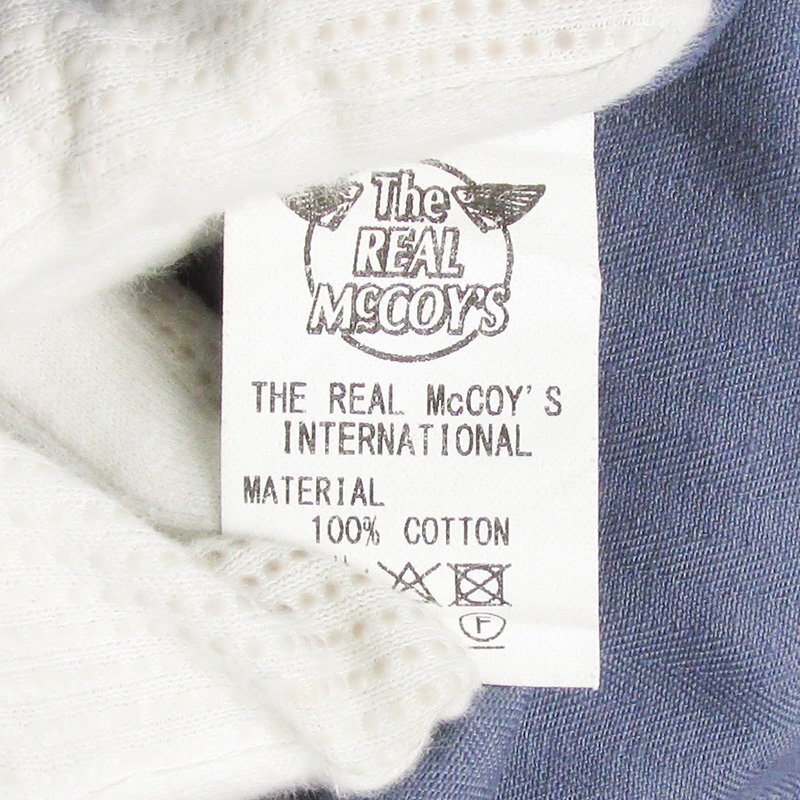 The
REAL
McCOY'S
THE REAL McCOY'S
INTERNATIONAL
MATERIAL
100% COTTON
F